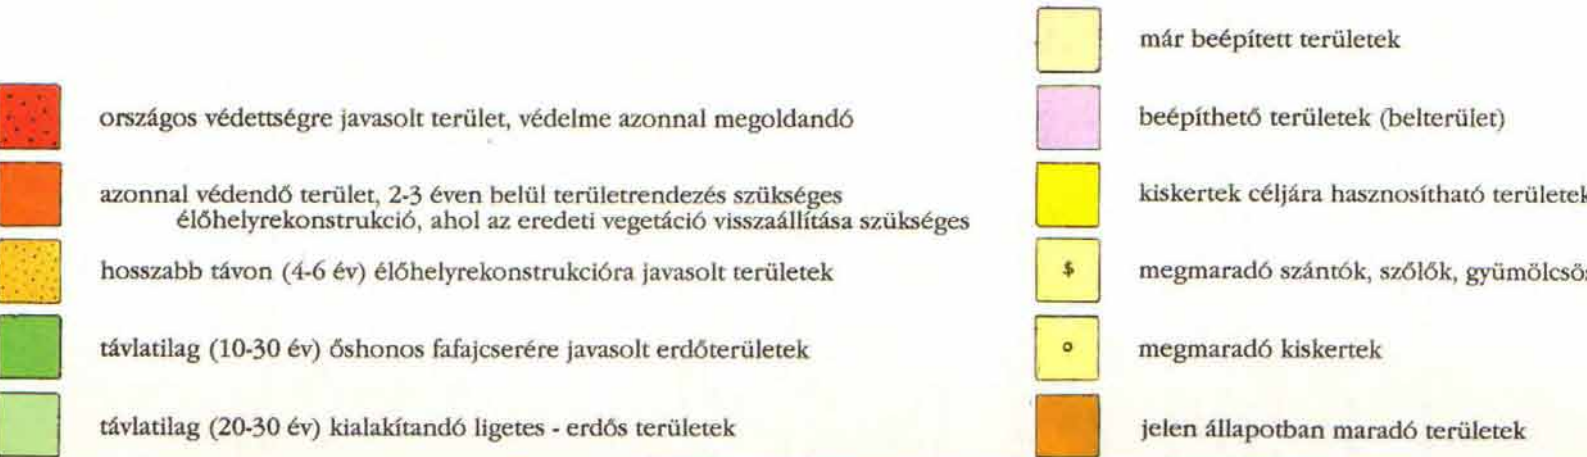 országos védettségre javasolt terület, védelme azonnal megoldandó
azonnal védendő terület, 2-3 éven belül területrendezés szükséges
élőhelyrekonstrukció, ahol az eredeti vegetáció visszaállítása szükséges
hosszabb távon (4-6 év) élőhelyrekonstrukcióra javasolt területek
távlatilag (10-30 év) őshonos fafajcserére javasolt erdőterületek
távlatilag (20-30 év) kialakítandó ligetes - erdős területek
már beépített területek
beépíthető területek (belterület)
kiskertek céljára hasznosítható területek
$ megmaradó szántók, szőlők, gyümölcsös
o megmaradó kiskertek
jelen állapotban maradó területek